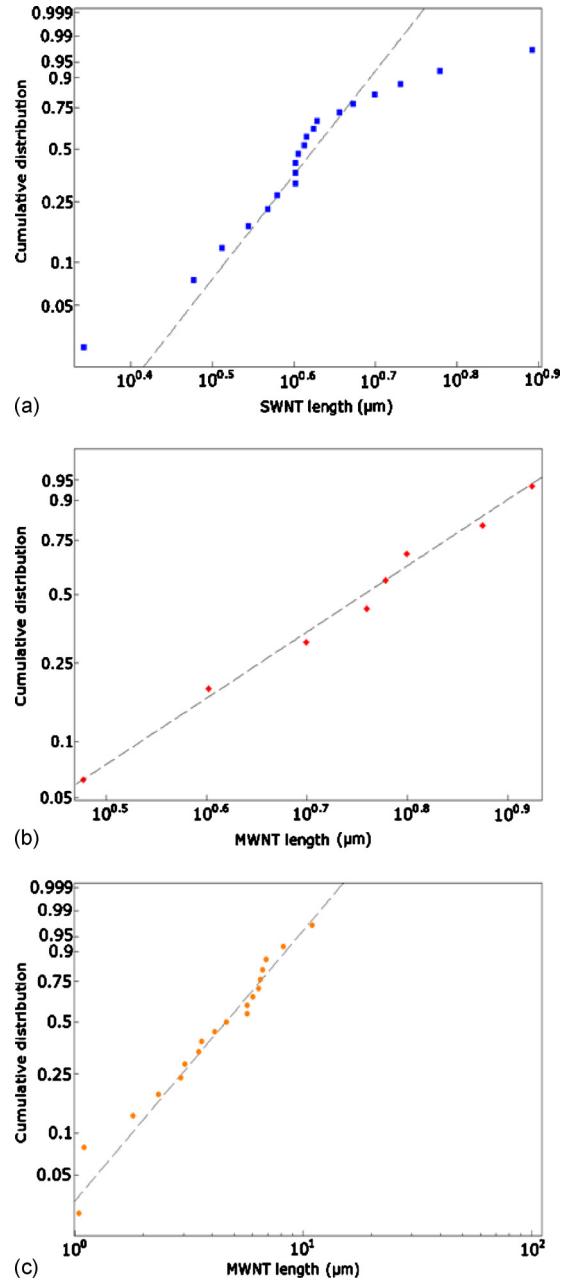 0.999
0.99
0.95
0.9
0.75
0.5
0.25
0.1
0.05
Cumulative distribution
10^0.4 10^0.5 10^0.6 10^0.7 10^0.8 10^0.9
SWNT length (μm)
(a)
0.95
0.9
0.75
0.5
0.25
0.1
0.05
Cumulative distribution
10^0.5 10^0.6 10^0.7 10^0.8 10^0.9
MWNT length (μm)
(b)
0.999
0.99
0.95
0.9
0.75
0.5
0.25
0.1
0.05
Cumulative distribution
10^0 10^1 10^2
MWNT length (μm)
(c)